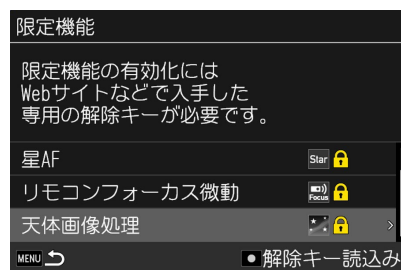 限定機能
限定機能の有効化には
Webサイトなどで入手した
専用の解除キーが必要です。
星AF Star
リモコンフォーカス微動 Focus
天体画像処理
MENU 解除キー読込み